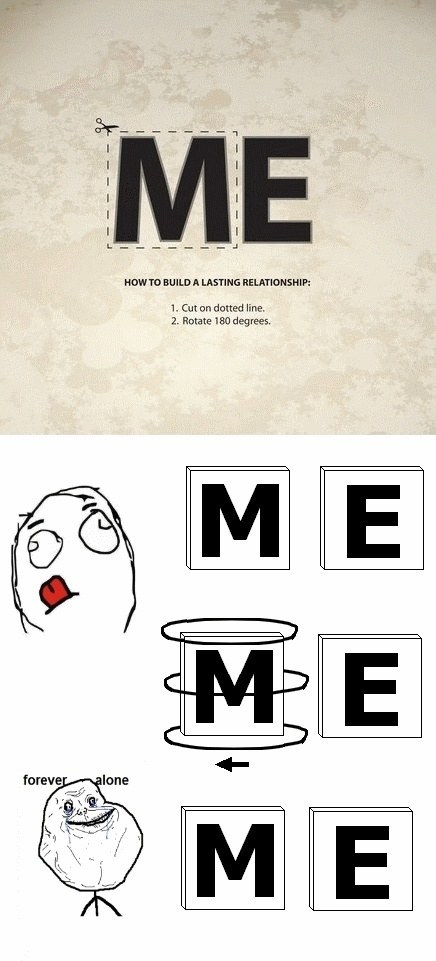 ME
HOW TO BUILD A LASTING RELATIONSHIP:
1. Cut on dotted line.
2. Rotate 180 degrees.
M E
M E
forever alone
M E